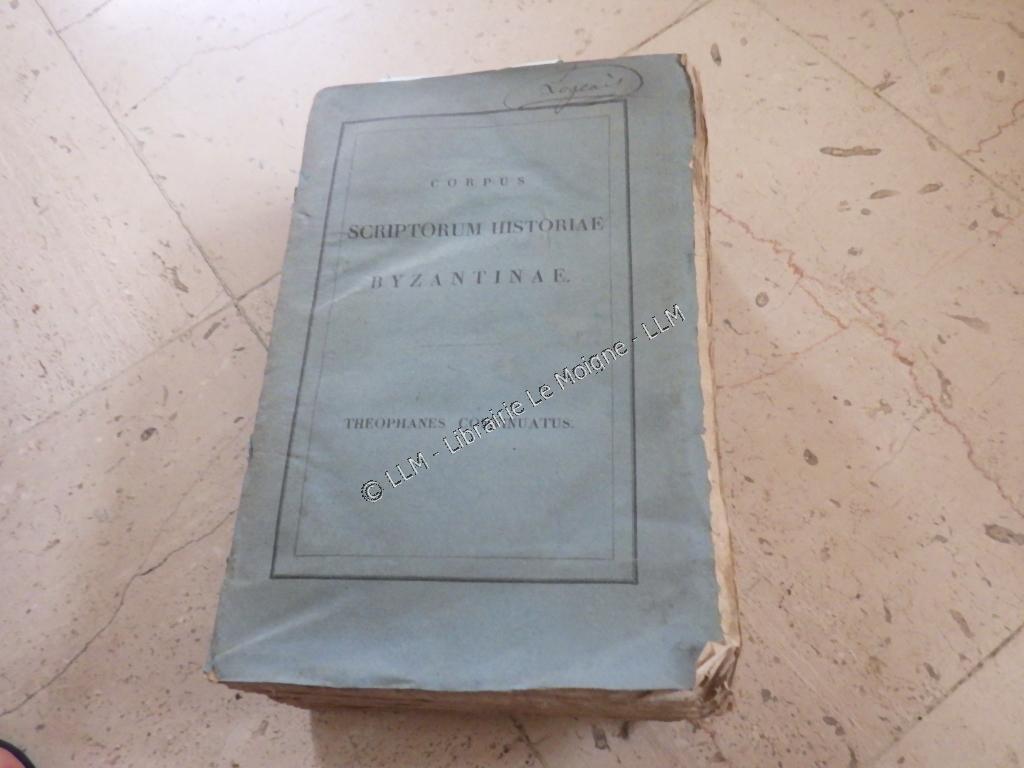 CORPUS
SCRIPTORUM HISTORIAE
BYZANTINAE.
THEOPHANES CONTINUATUS.
© LLM - Librairie Le Moigne - LLM